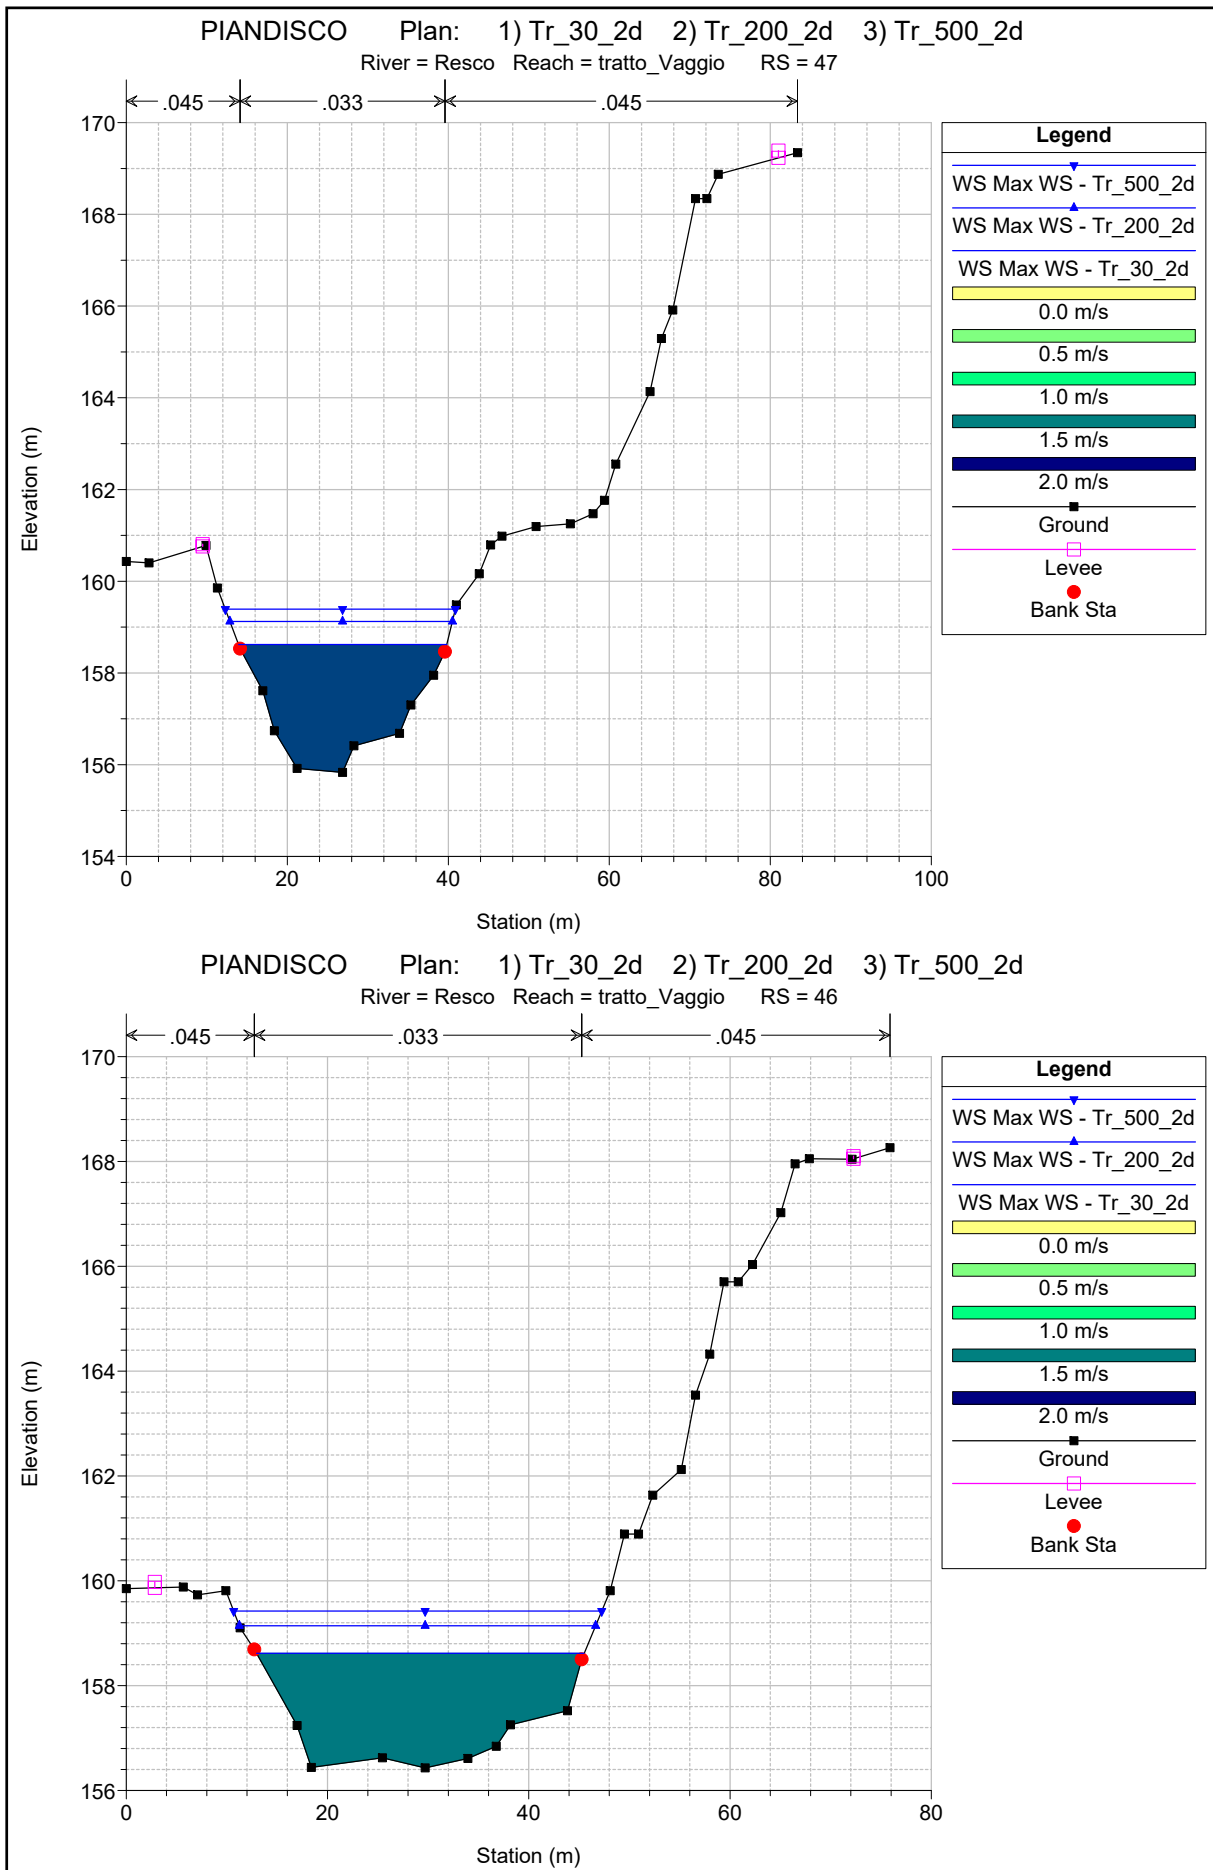 PIANDISCO Plan: 1) Tr_30_2d 2) Tr_200_2d 3) Tr_500_2d
River = Resco Reach = tratto_Vaggio RS = 47
.045 .033 .045
170
168
166
164
162
160
158
156
154
Elevation (m)
0 20 40 60 80 100
Station (m)
Legend
WS Max WS - Tr_500_2d
WS Max WS - Tr_200_2d
WS Max WS - Tr_30_2d
0.0 m/s
0.5 m/s
1.0 m/s
1.5 m/s
2.0 m/s
Ground
Levee
Bank Sta
PIANDISCO Plan: 1) Tr_30_2d 2) Tr_200_2d 3) Tr_500_2d
River = Resco Reach = tratto_Vaggio RS = 46
.045 .033 .045
170
168
166
164
162
160
158
156
Elevation (m)
0 20 40 60 80
Station (m)
Legend
WS Max WS - Tr_500_2d
WS Max WS - Tr_200_2d
WS Max WS - Tr_30_2d
0.0 m/s
0.5 m/s
1.0 m/s
1.5 m/s
2.0 m/s
Ground
Levee
Bank Sta